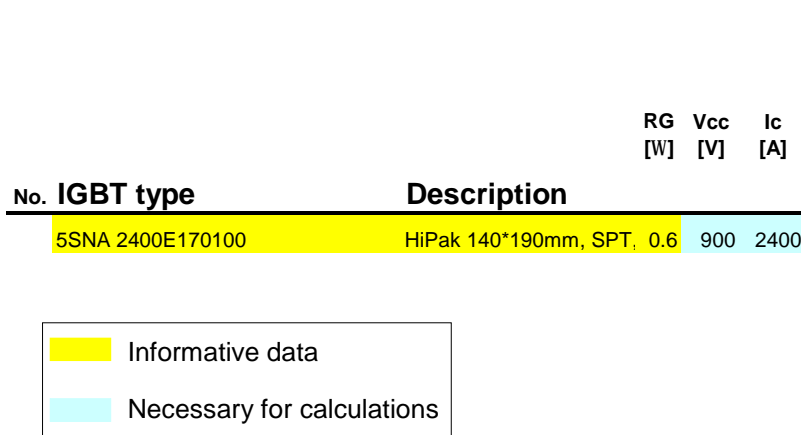 RG Vcc Ic
[W] [V] [A]
No. IGBT type Description
5SNA 2400E170100 HiPak 140*190mm, SPT, 0.6 900 2400
Informative data
Necessary for calculations